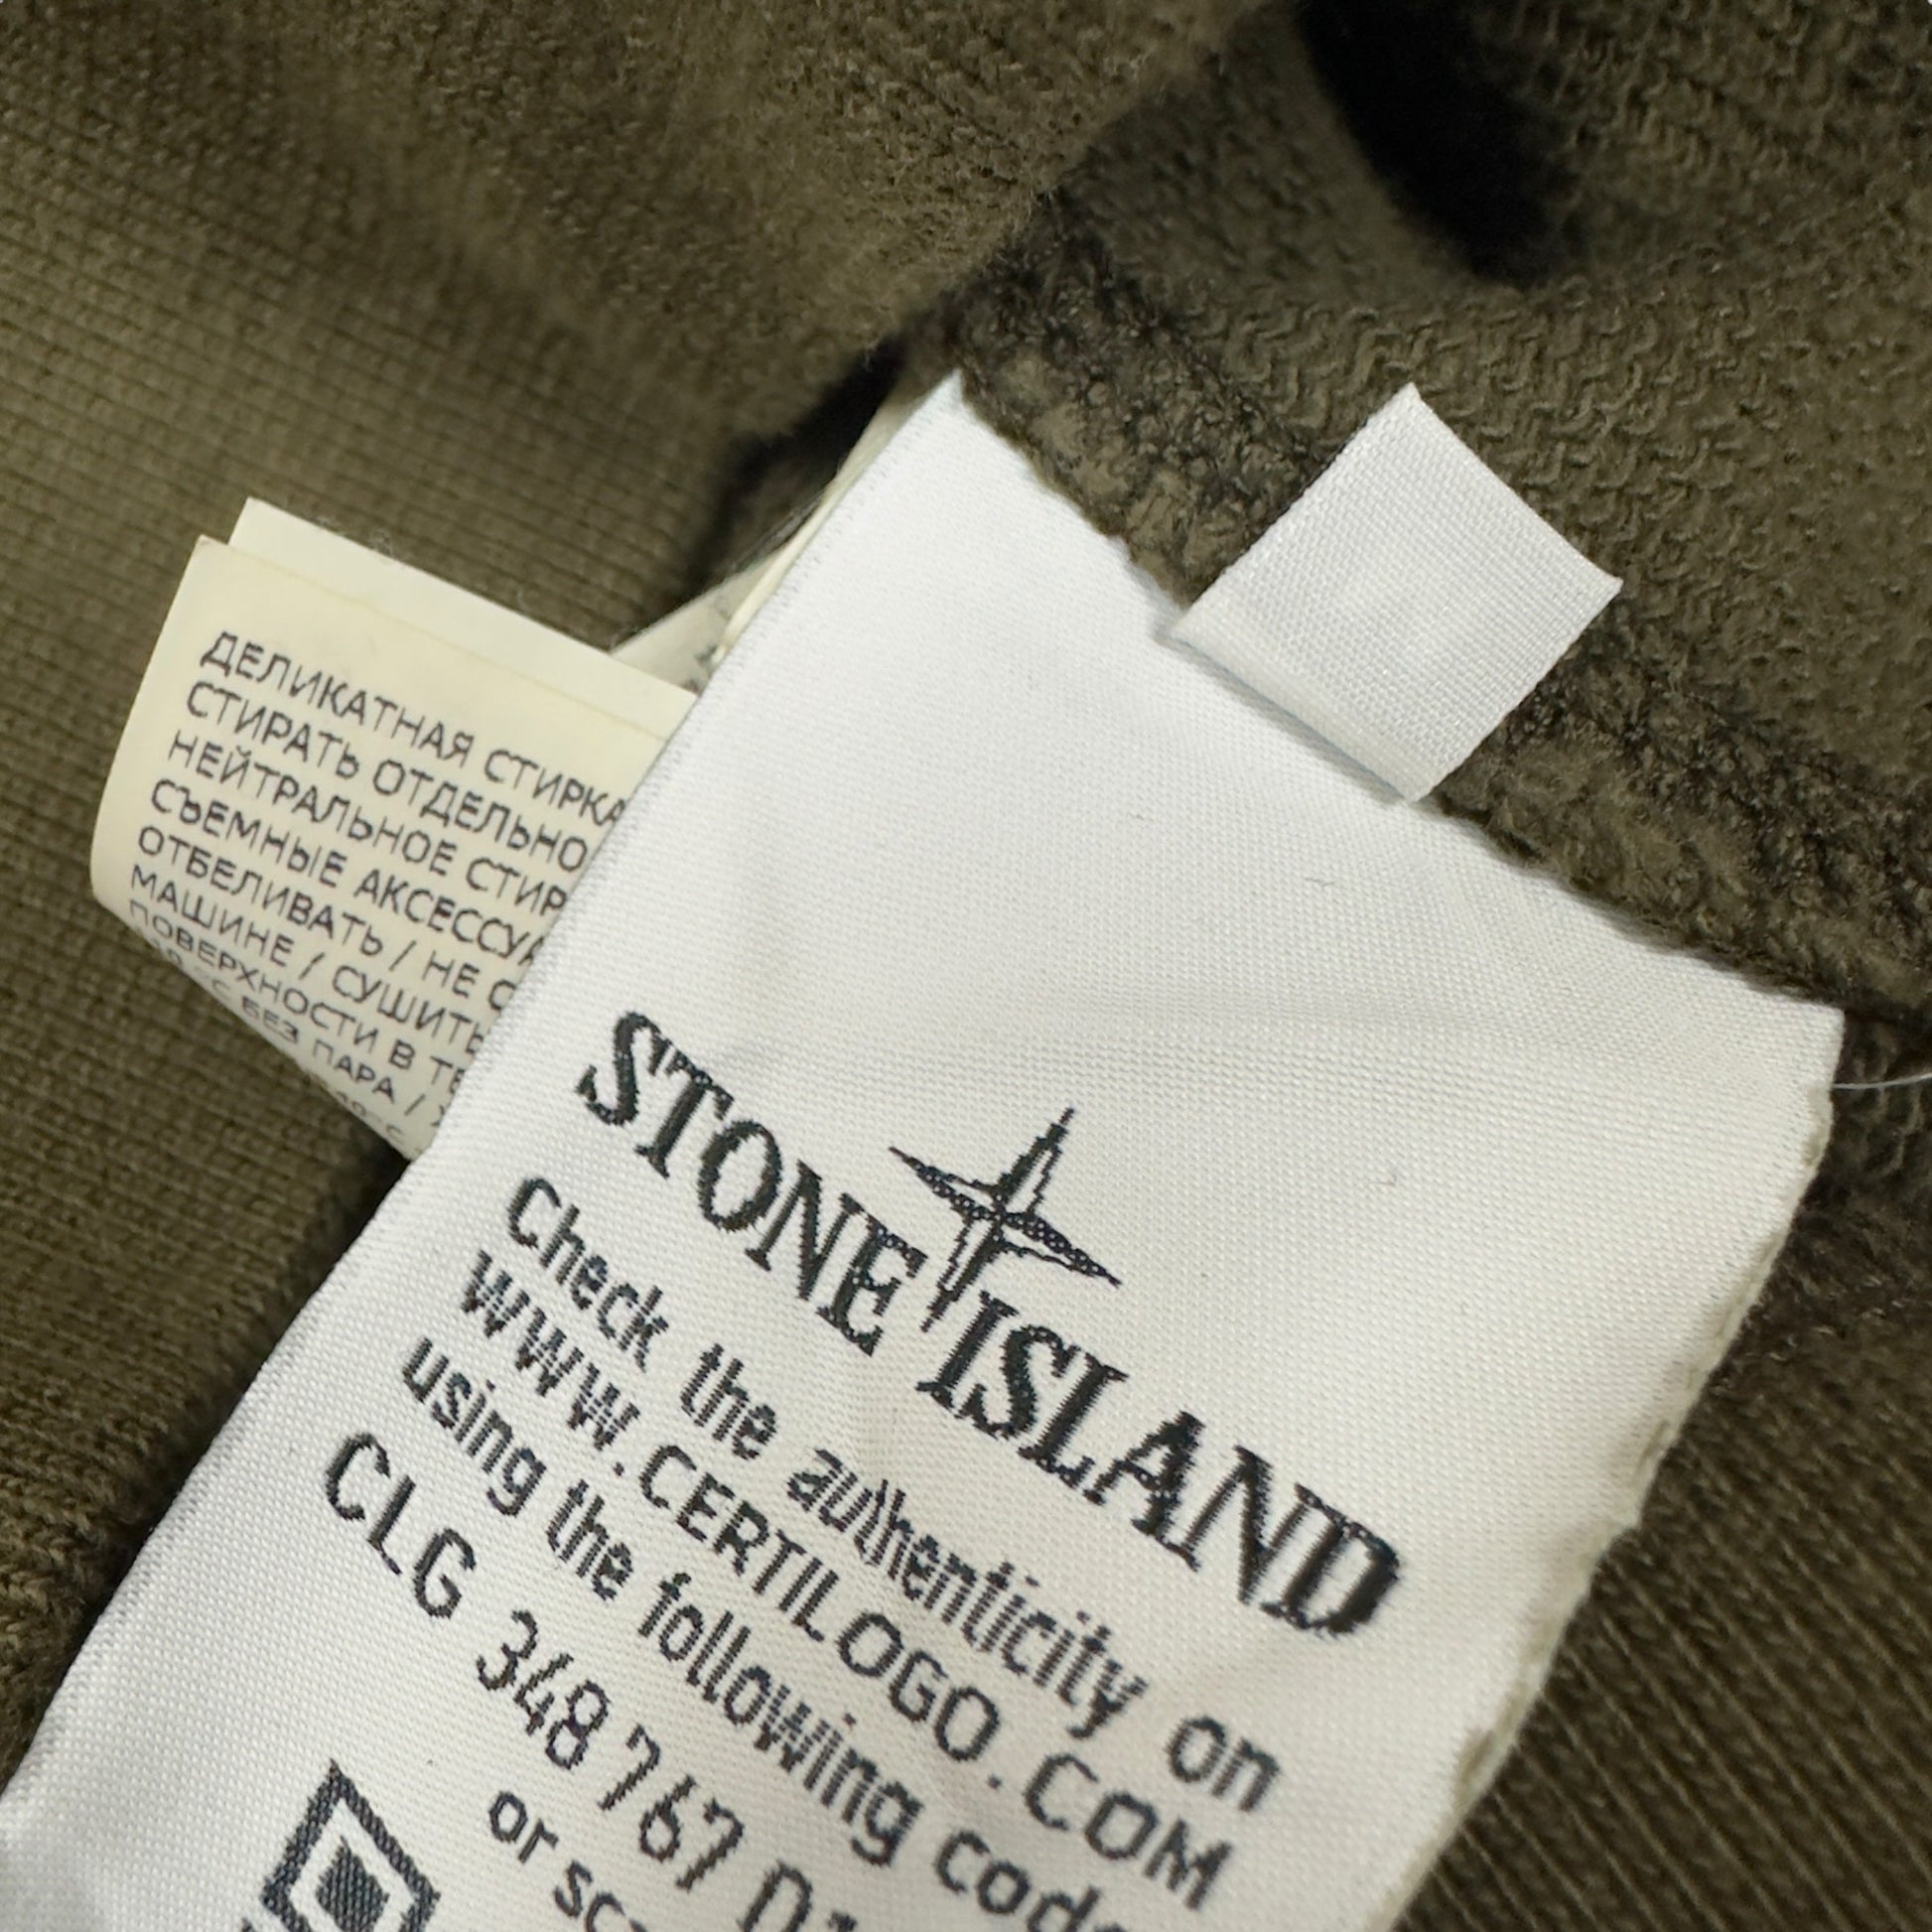 ДЕЛИКАТНАЯ СТИРКА
СТИРАТЬ ОТДЕЛЬНО
НЕЙТРАЛЬНОЕ СТИР
СЪЕМНЫЕ АКСЕССУА
ОТБЕЛИВАТЬ / НЕ С
МАШИНЕ / СУШИТЬ
ПОВЕРХНОСТИ В ТЕ
°C БЕЗ ПАРА /
STONE ISLAND
Check the authenticity on
WWW.CERTILOGO.COM
using the following code
CLG 348 767 01
or sc